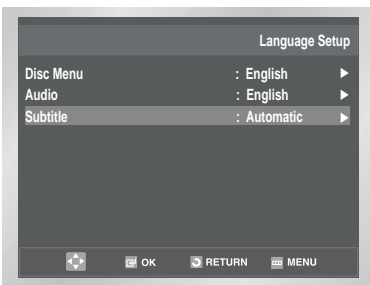 Language Setup
Disc Menu : English ►
Audio : English ►
Subtitle : Automatic ►
OK RETURN MENU